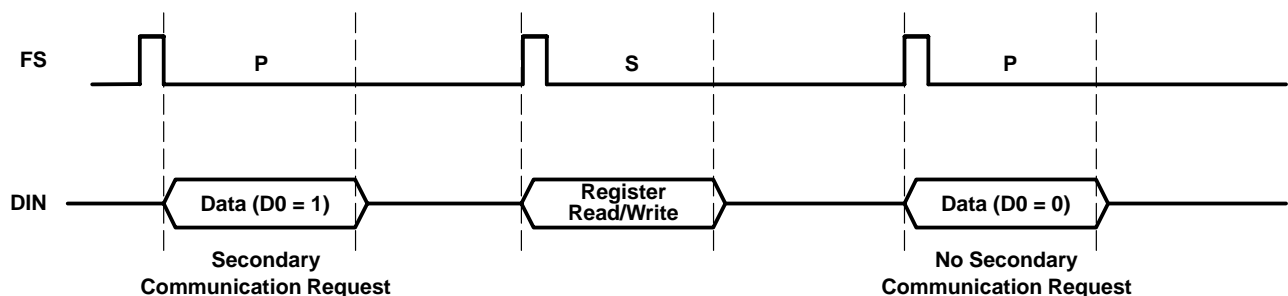 FS
P
S
P
DIN
Data (D0 = 1)
Register
Read/Write
Data (D0 = 0)
Secondary
Communication Request
No Secondary
Communication Request